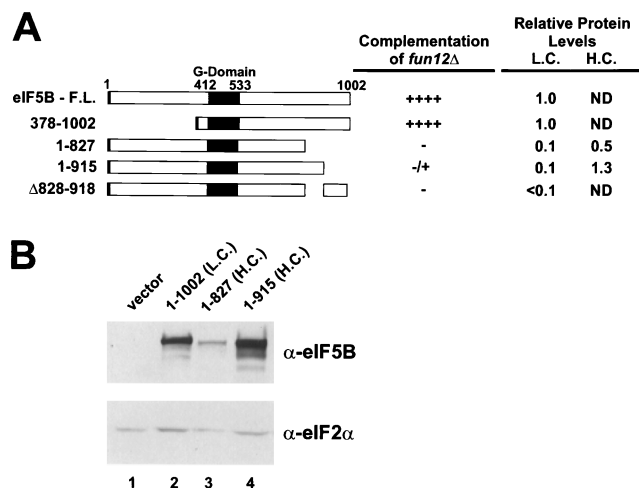 A
Complementation
of fun12Δ
Relative Protein
Levels
L.C. H.C.
G-Domain
1 412 533 1002
eIF5B - F.L. ++++ 1.0 ND
378-1002 ++++ 1.0 ND
1-827 - 0.1 0.5
1-915 -/+ 0.1 1.3
Δ828-918 - <0.1 ND
B
vector
1-1002 (L.C.)
1-827 (H.C.)
1-915 (H.C.)
α-eIF5B
α-eIF2α
1 2 3 4